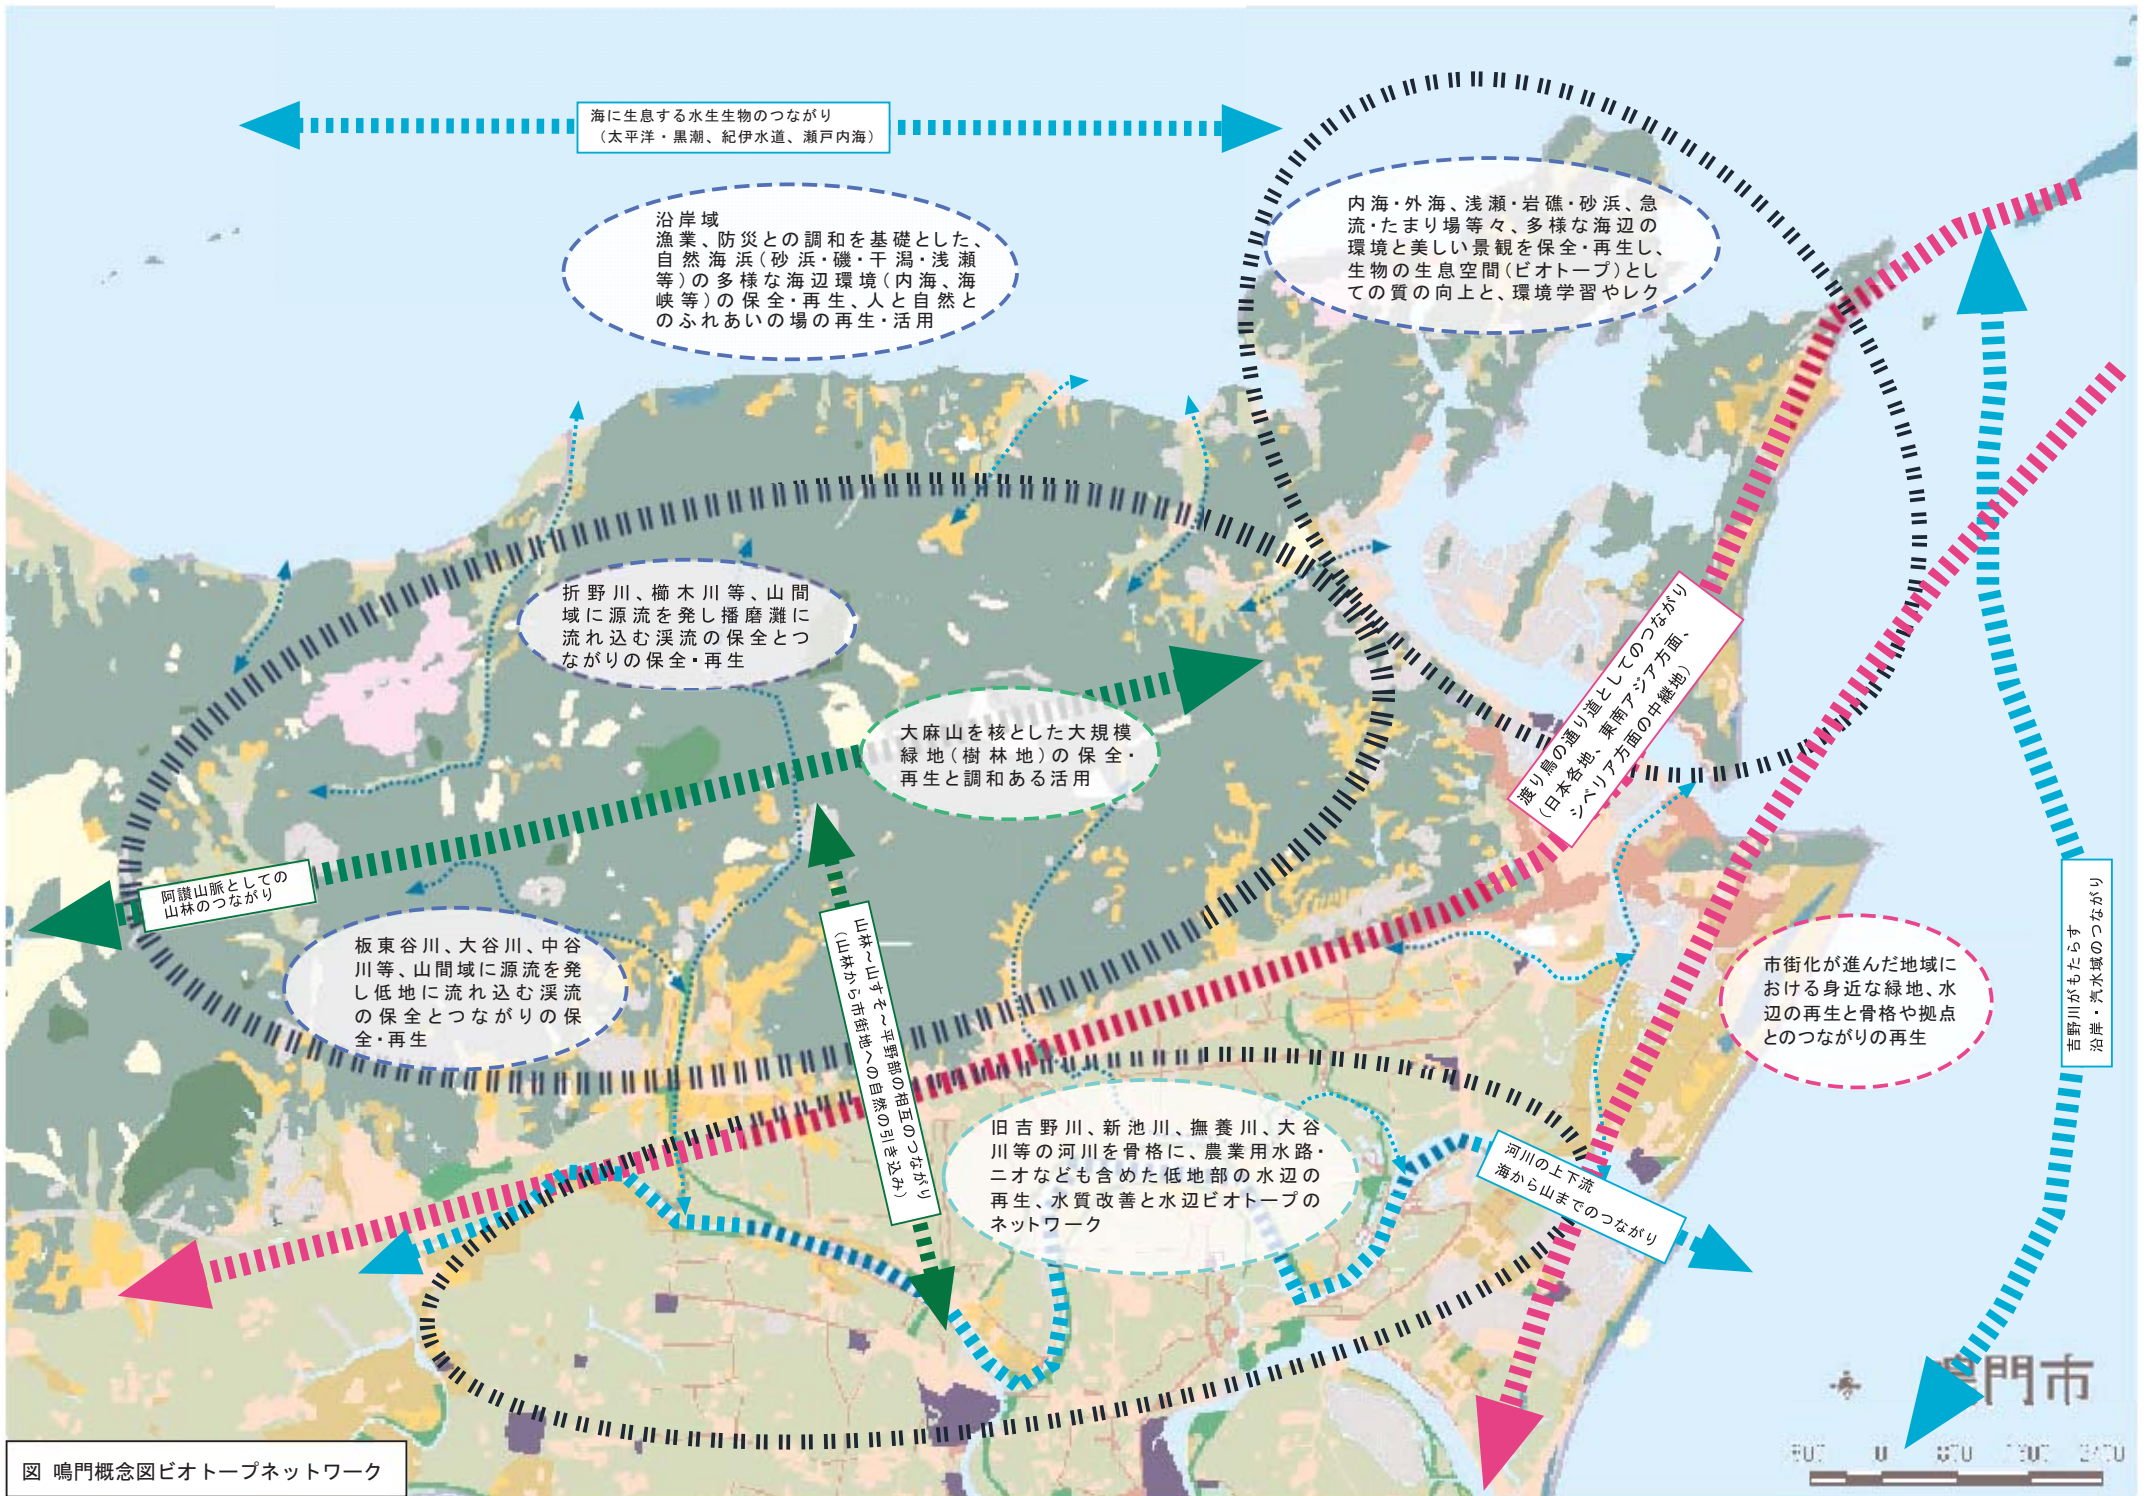 海に生息する水生生物のつながり
（太平洋・黒潮、紀伊水道、瀬戸内海）
沿岸域
漁業、防災との調和を基礎とした、
自然海浜（砂浜・磯・干潟・浅瀬
等）の多様な海辺環境（内海、海
峡等）の保全・再生、人と自然と
のふれあいの場の再生・活用
内海・外海、浅瀬・岩礁・砂浜、急
流・たまり場等々、多様な海辺の
環境と美しい景観を保全・再生し、
生物の生息空間（ビオトープ）とし
ての質の向上と、環境学習やレク
折野川、櫛木川等、山間
域に源流を発し播磨灘に
流れ込む渓流の保全とつ
ながりの保全・再生
大麻山を核とした大規模
緑地（樹林地）の保全・
再生と調和ある活用
渡り鳥の通り道としてのつながり
（日本各地、東南アジア方面、
シベリア方面の中継地）
阿讃山脈としての
山林のつながり
板東谷川、大谷川、中谷
川等、山間域に源流を発
し低地に流れ込む渓流
の保全とつながりの保
全・再生
山林～山すそ～平野部の相互のつながり
（山林から市街地への自然の引き込み）
市街化が進んだ地域に
おける身近な緑地、水
辺の再生と骨格や拠点
とのつながりの再生
吉野川がもたらす
沿岸・汽水域のつながり
旧吉野川、新池川、撫養川、大谷
川等の河川を骨格に、農業用水路・
ニオなども含めた低地部の水辺の
再生、水質改善と水辺ビオトープの
ネットワーク
河川の上下流
海から山までのつながり
鳴門市
図 鳴門概念図ビオトープネットワーク